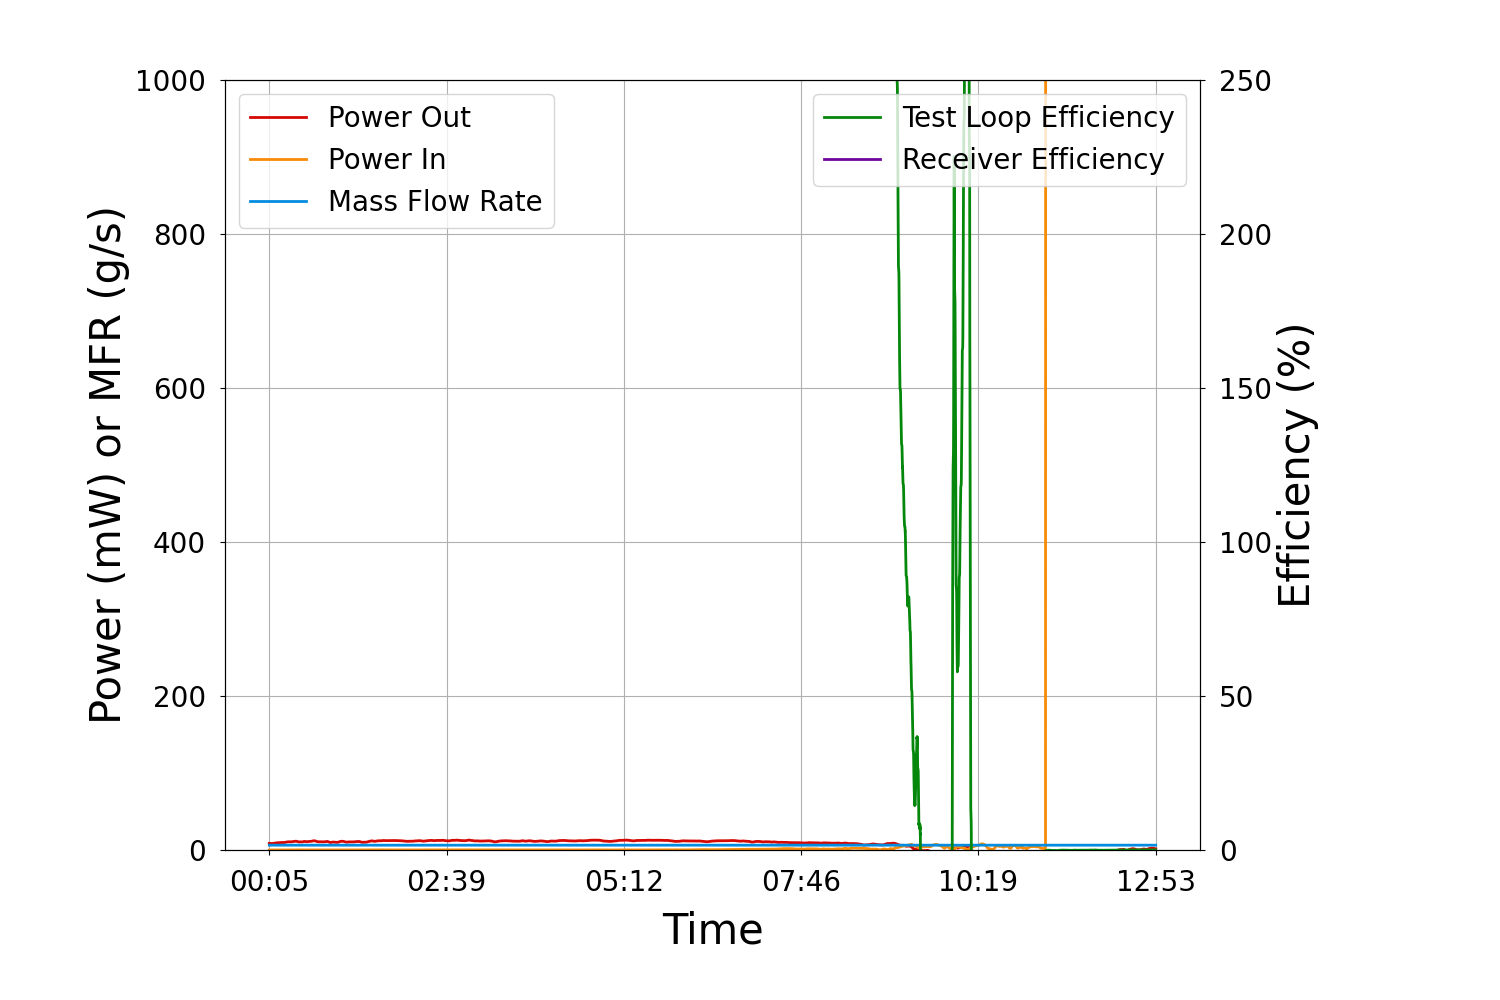 Power Out
Power In
Mass Flow Rate
Test Loop Efficiency
Receiver Efficiency
1000
800
600
400
200
0
Power (mW) or MFR (g/s)
250
200
150
100
50
0
Efficiency (%)
00:05 02:39 05:12 07:46 10:19 12:53
Time